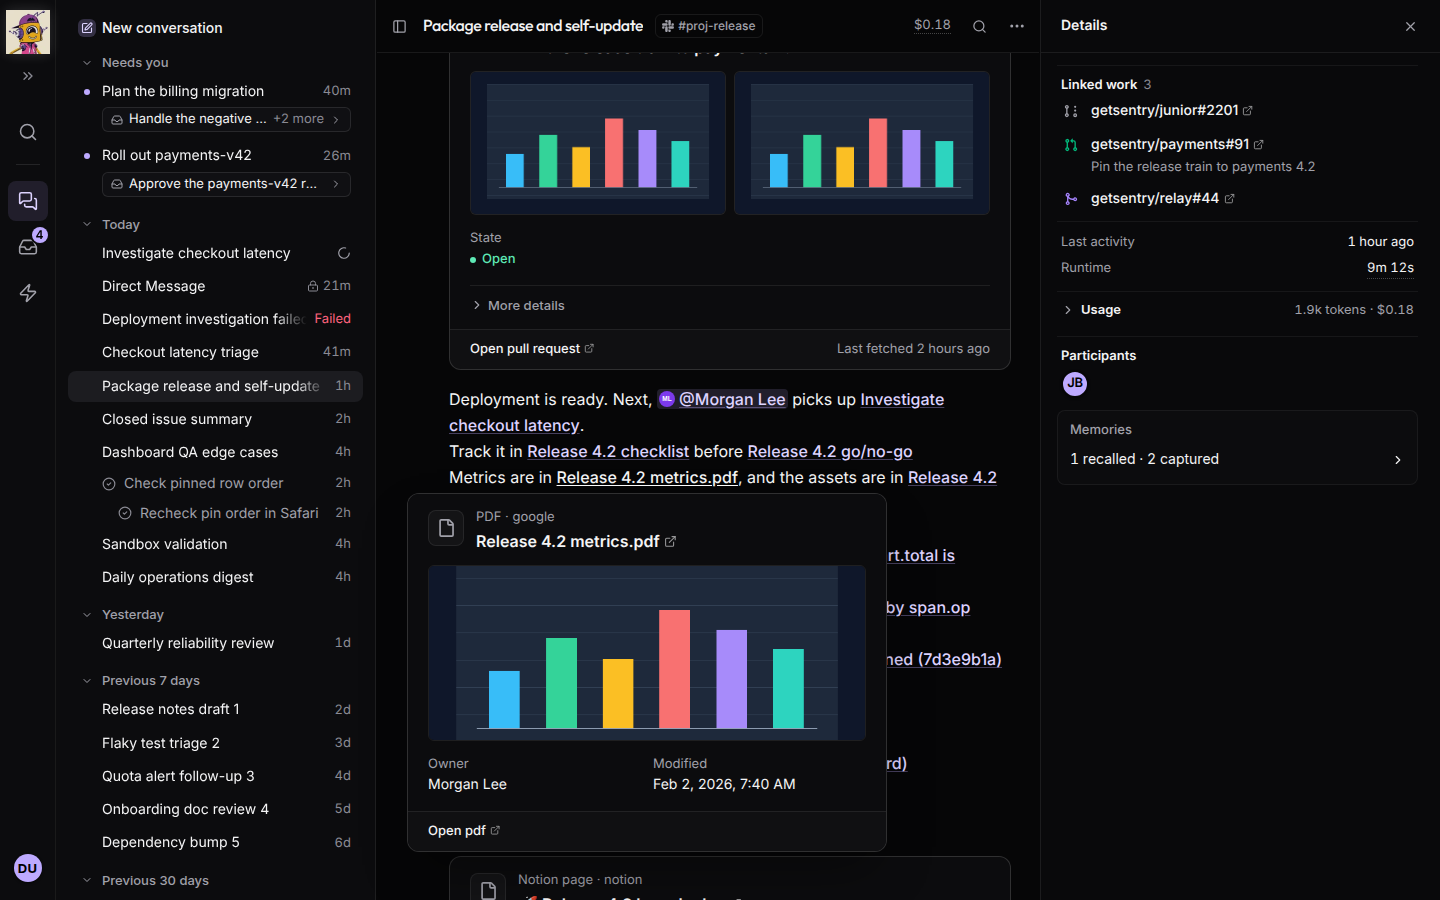 New conversation
Needs you
Plan the billing migration 40m
Handle the negative ... +2 more
Roll out payments-v42 26m
Approve the payments-v42 r...
Today
Investigate checkout latency
Direct Message 21m
Deployment investigation failed Failed
Checkout latency triage 41m
Package release and self-update 1h
Closed issue summary 2h
Dashboard QA edge cases 4h
Check pinned row order 2h
Recheck pin order in Safari 2h
Sandbox validation 4h
Daily operations digest 4h
Yesterday
Quarterly reliability review 1d
Previous 7 days
Release notes draft 1 2d
Flaky test triage 2 3d
Quota alert follow-up 3 4d
Onboarding doc review 4 5d
Dependency bump 5 6d
Previous 30 days
4
DU
Package release and self-update #proj-release $0.18
State
Open
More details
Open pull request Last fetched 2 hours ago
Deployment is ready. Next, ML @Morgan Lee picks up Investigate
checkout latency.
Track it in Release 4.2 checklist before Release 4.2 go/no-go
Metrics are in Release 4.2 metrics.pdf, and the assets are in Release 4.2
PDF · google
Release 4.2 metrics.pdf
Owner Modified
Morgan Lee Feb 2, 2026, 7:40 AM
Open pdf
rt.total is
by span.op
ned (7d3e9b1a)
rd)
Notion page · notion
Details
Linked work 3
getsentry/junior#2201
getsentry/payments#91
Pin the release train to payments 4.2
getsentry/relay#44
Last activity 1 hour ago
Runtime 9m 12s
Usage 1.9k tokens · $0.18
Participants
JB
Memories
1 recalled · 2 captured